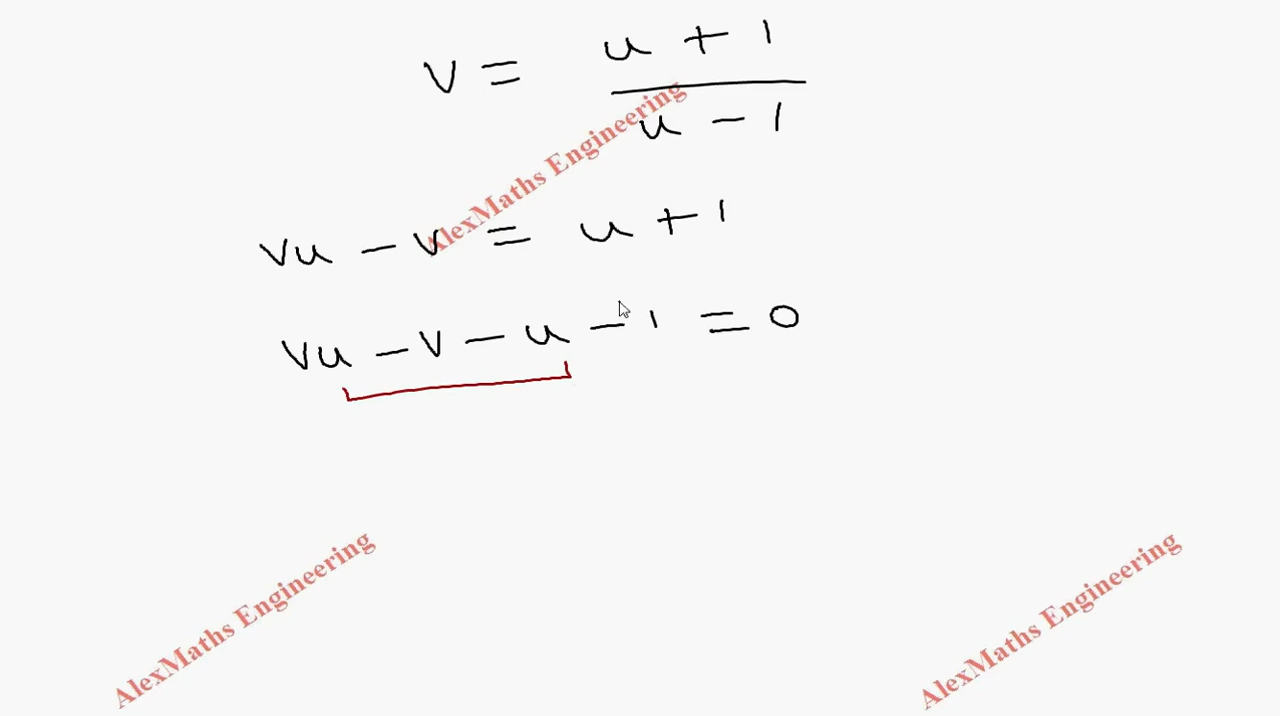 v = u + 1
u - 1
vu - v = u + 1
vu - v - u - 1 = 0
AlexMaths Engineering
AlexMaths Engineering
AlexMaths Engineering